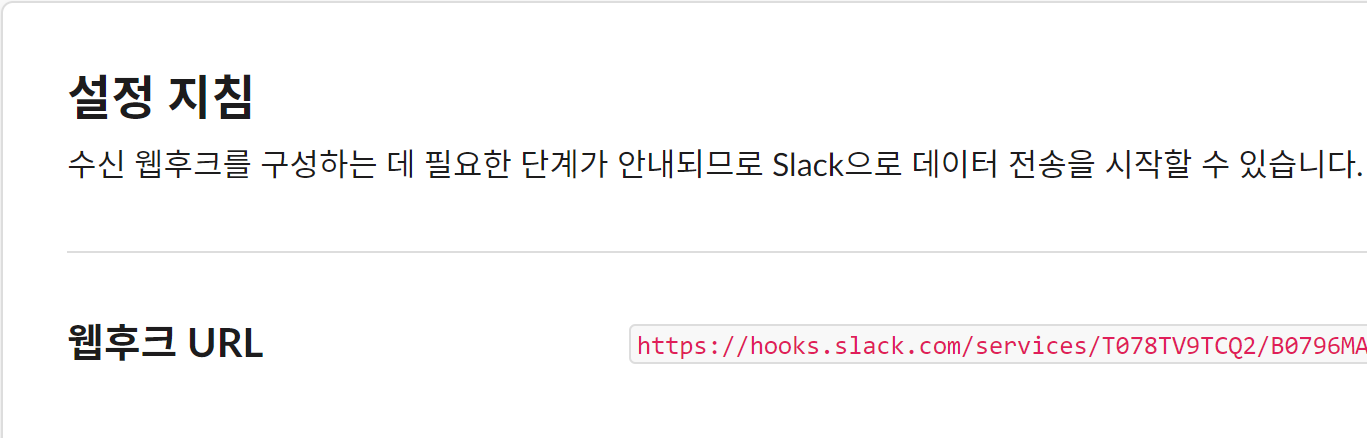 설정 지침
수신 웹후크를 구성하는 데 필요한 단계가 안내되므로 Slack으로 데이터 전송을 시작할 수 있습니다.
웹후크 URL
https://hooks.slack.com/services/T078TV9TCQ2/B0796MA